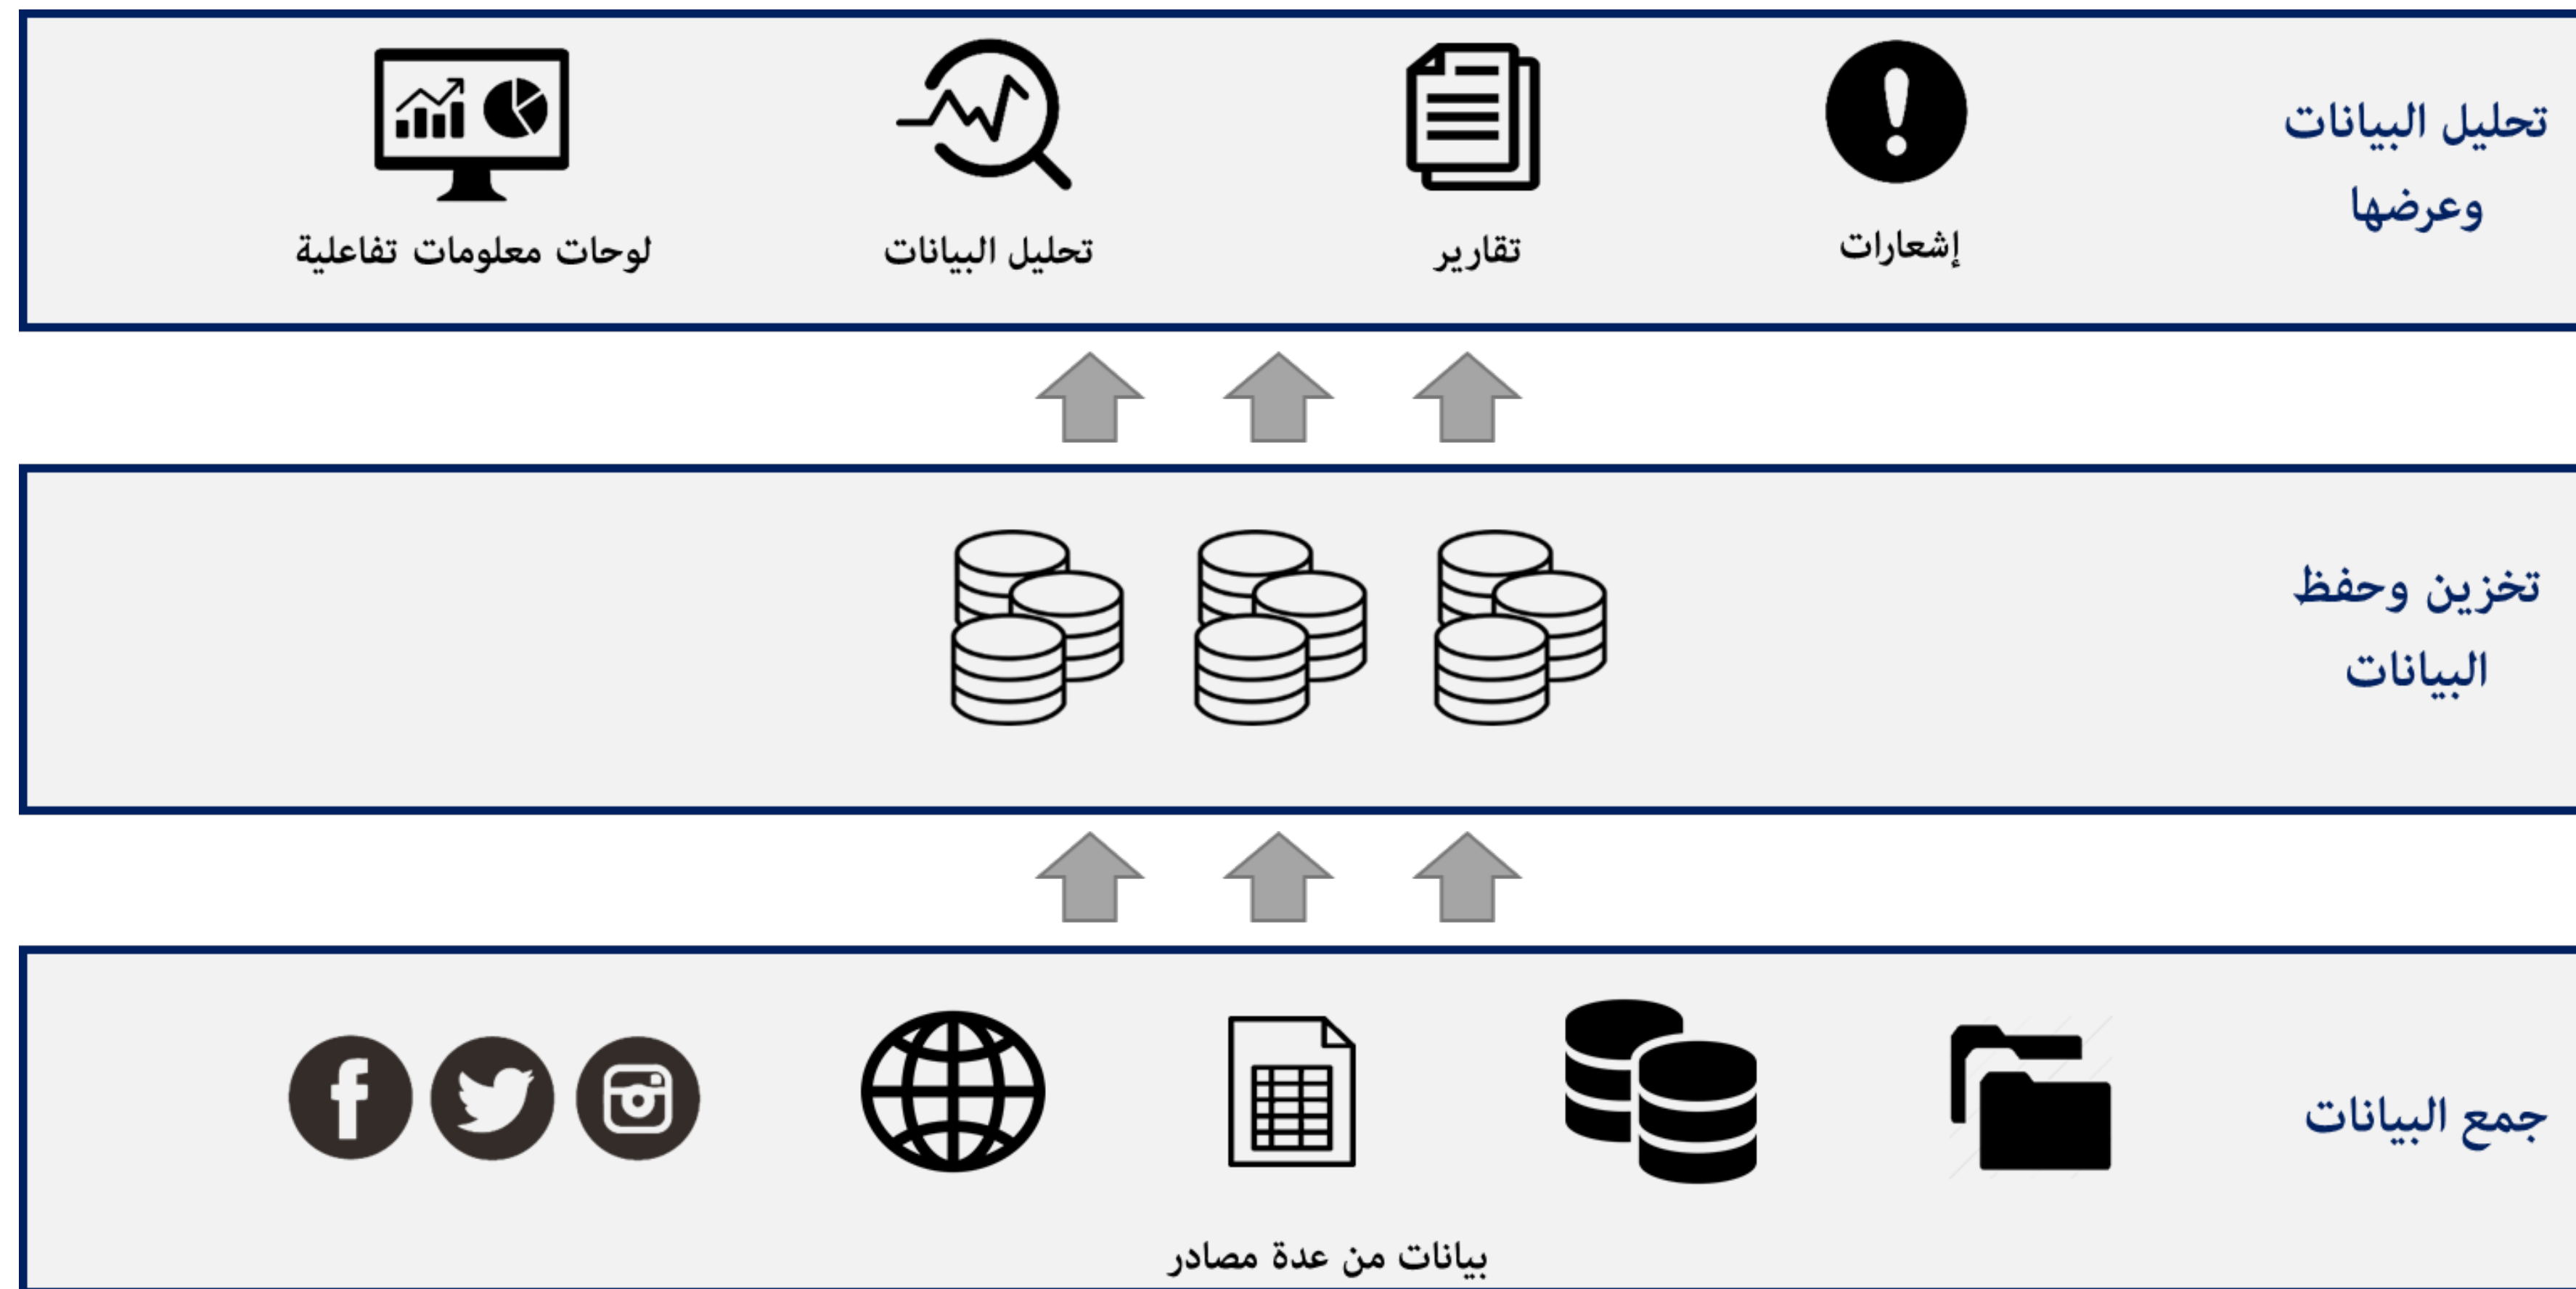 تحليل البيانات
وعرضها
إشعارات
تقارير
تحليل البيانات
لوحات معلومات تفاعلية
تخزين وحفظ
البيانات
جمع البيانات
بيانات من عدة مصادر